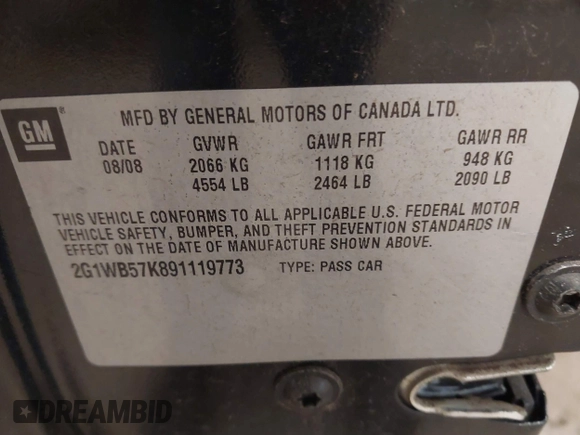 GM
MFD BY GENERAL MOTORS OF CANADA LTD.
DATE GVWR GAWR FRT GAWR RR
08/08 2066 KG 1118 KG 948 KG
4554 LB 2464 LB 2090 LB
THIS VEHICLE CONFORMS TO ALL APPLICABLE U.S. FEDERAL MOTOR
VEHICLE SAFETY, BUMPER, AND THEFT PREVENTION STANDARDS IN
EFFECT ON THE DATE OF MANUFACTURE SHOWN ABOVE.
2G1WB57K891119773 TYPE: PASS CAR
DREAMBID